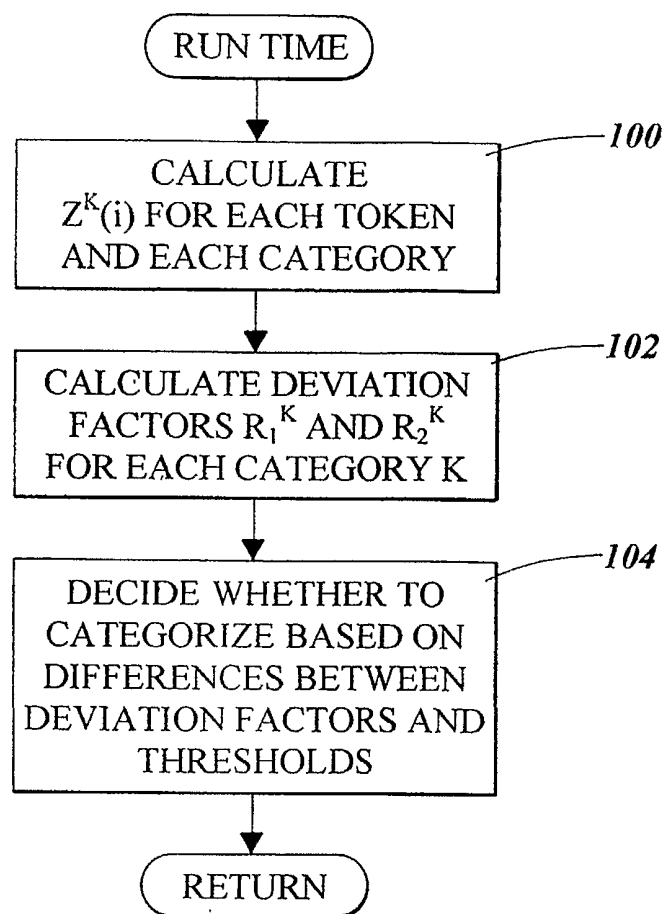 RUN TIME
100
CALCULATE
Z^K(i) FOR EACH TOKEN
AND EACH CATEGORY
102
CALCULATE DEVIATION
FACTORS R₁^K AND R₂^K
FOR EACH CATEGORY K
104
DECIDE WHETHER TO
CATEGORIZE BASED ON
DIFFERENCES BETWEEN
DEVIATION FACTORS AND
THRESHOLDS
RETURN